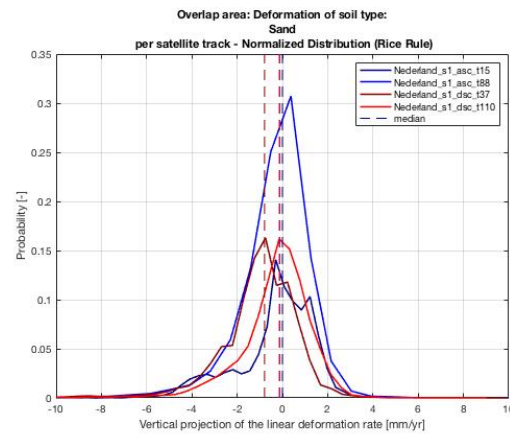 Overlap area: Deformation of soil type:
Sand
per satellite track - Normalized Distribution (Rice Rule)
0.35
0.3
0.25
0.2
0.15
0.1
0.05
0
Probability [-]
Nederland_s1_asc_t15
Nederland_s1_asc_t88
Nederland_s1_dsc_t37
Nederland_s1_dsc_t110
median
-10 -8 -6 -4 -2 0 2 4 6 8 10
Vertical projection of the linear deformation rate [mm/yr]